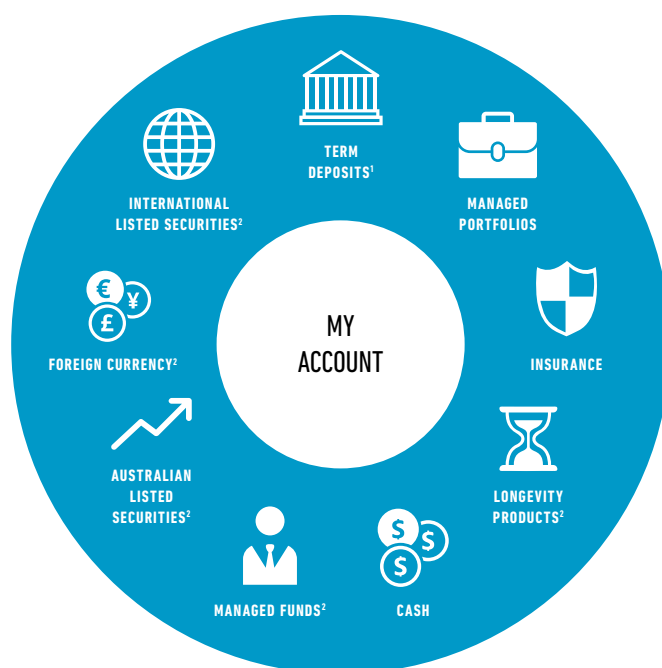 TERM
DEPOSITS¹
MANAGED
PORTFOLIOS
INSURANCE
LONGEVITY
PRODUCTS²
$
$
$
CASH
MANAGED FUNDS²
AUSTRALIAN
LISTED
SECURITIES²
€
¥
£
FOREIGN CURRENCY²
INTERNATIONAL
LISTED SECURITIES²
MY
ACCOUNT